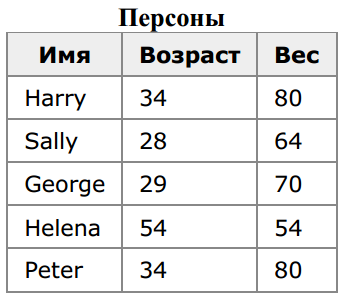 Персоны
Имя Возраст Вес
Harry 34 80
Sally 28 64
George 29 70
Helena 54 54
Peter 34 80